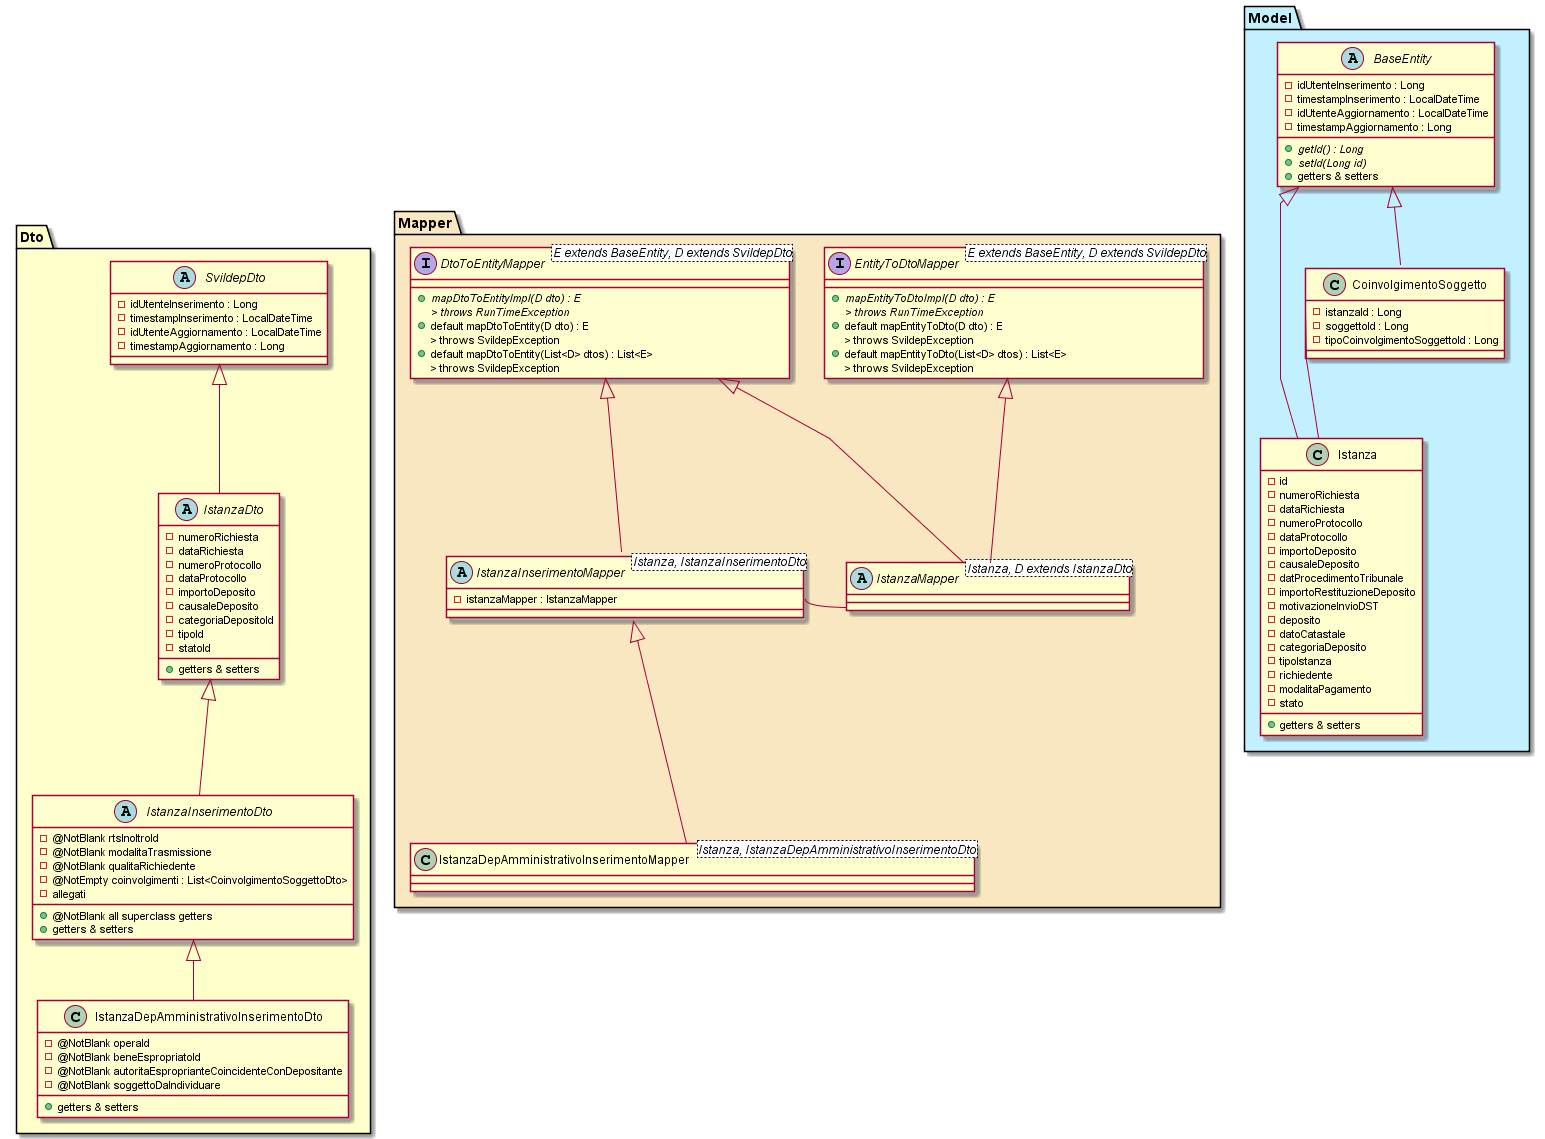 Dto
A SvildepDto
idUtenteInserimento : Long
timestampInserimento : LocalDateTime
idUtenteAggiornamento : LocalDateTime
timestampAggiornamento : Long
A IstanzaDto
numeroRichiesta
dataRichiesta
numeroProtocollo
dataProtocollo
importoDeposito
causaleDeposito
categoriaDepositoId
tipoId
statoId
getters & setters
A IstanzaInserimentoDto
@NotBlank rtsInoltroId
@NotBlank modalitaTrasmissione
@NotBlank qualitaRichiedente
@NotEmpty coinvolgimenti : List<CoinvolgimentoSoggettoDto>
allegati
@NotBlank all superclass getters
getters & setters
C IstanzaDepAmministrativoInserimentoDto
@NotBlank operaId
@NotBlank beneEspropriatoId
@NotBlank autoritaEsproprianteCoincidenteConDepositante
@NotBlank soggettoDaIndividuare
getters & setters
Mapper
I DtoToEntityMapper
E extends BaseEntity, D extends SvildepDto
mapDtoToEntityImpl(D dto) : E
> throws RunTimeException
default mapDtoToEntity(D dto) : E
> throws SvildepException
default mapDtoToEntity(List<D> dtos) : List<E>
> throws SvildepException
I EntityToDtoMapper
E extends BaseEntity, D extends SvildepDto
mapEntityToDtoImpl(D dto) : E
> throws RunTimeException
default mapEntityToDto(D dto) : E
> throws SvildepException
default mapEntityToDto(List<D> dtos) : List<E>
> throws SvildepException
A IstanzaInserimentoMapper
Istanza, IstanzaInserimentoDto
istanzaMapper : IstanzaMapper
A IstanzaMapper
Istanza, D extends IstanzaDto
C IstanzaDepAmministrativoInserimentoMapper
Istanza, IstanzaDepAmministrativoInserimentoDto
Model
A BaseEntity
idUtenteInserimento : Long
timestampInserimento : LocalDateTime
idUtenteAggiornamento : LocalDateTime
timestampAggiornamento : Long
getId() : Long
setId(Long id)
getters & setters
C CoinvolgimentoSoggetto
istanzaId : Long
soggettoId : Long
tipoCoinvolgimentoSoggettoId : Long
C Istanza
id
numeroRichiesta
dataRichiesta
numeroProtocollo
dataProtocollo
importoDeposito
causaleDeposito
datProcedimentoTribunale
importoRestituzioneDeposito
motivazioneInvioDST
deposito
datoCatastale
categoriaDeposito
tipoIstanza
richiedente
modalitaPagamento
stato
getters & setters